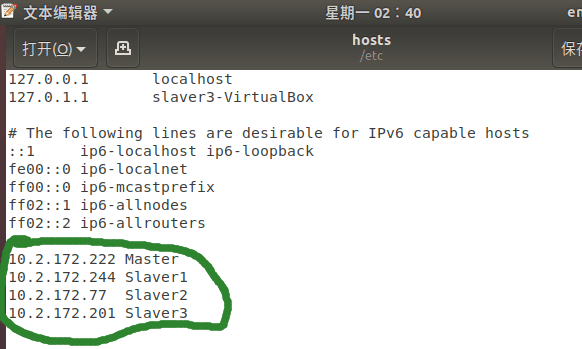 文本编辑器
星期一 02：40
en
打开(O)
hosts
/etc
保存
127.0.0.1 localhost
127.0.1.1 slaver3-VirtualBox
# The following lines are desirable for IPv6 capable hosts
::1 ip6-localhost ip6-loopback
fe00::0 ip6-localnet
ff00::0 ip6-mcastprefix
ff02::1 ip6-allnodes
ff02::2 ip6-allrouters
10.2.172.222 Master
10.2.172.244 Slaver1
10.2.172.77 Slaver2
10.2.172.201 Slaver3